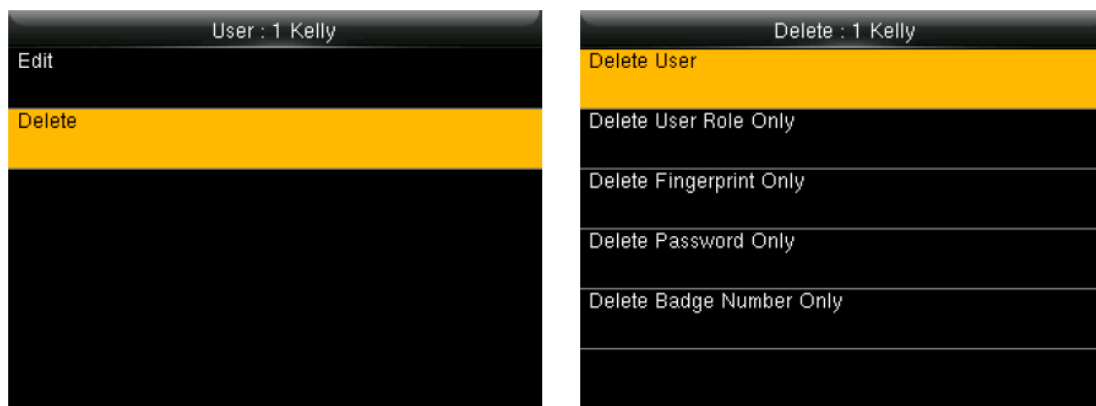 User : 1 Kelly
Edit
Delete
Delete : 1 Kelly
Delete User
Delete User Role Only
Delete Fingerprint Only
Delete Password Only
Delete Badge Number Only